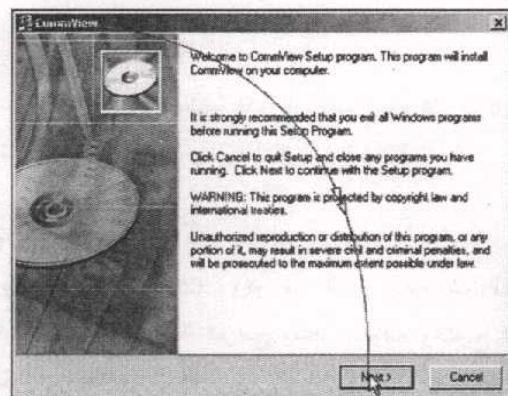 CommView
Welcome to CommView Setup program. This program will install
CommView on your computer.
It is strongly recommended that you exit all Windows programs
before running this Setup Program.
Click Cancel to quit Setup and close any programs you have
running. Click Next to continue with the Setup program.
WARNING: This program is protected by copyright law and
international treaties.
Unauthorized reproduction or distribution of this program, or any
portion of it, may result in severe civil and criminal penalties, and
will be prosecuted to the maximum extent possible under law.
Next >
Cancel